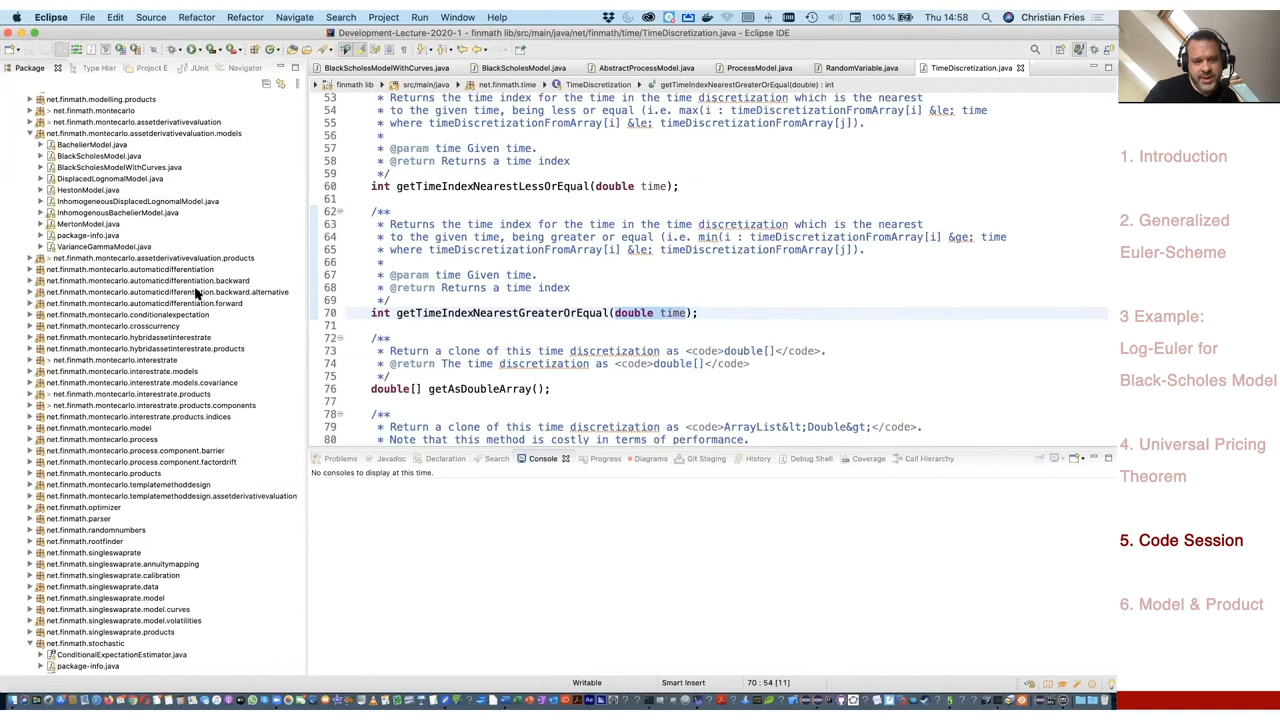 Eclipse File Edit Source Refactor Refactor Navigate Search Project Run Window Help 100 % Thu 14:58 Christian Fries
Development-Lecture-2020-1 - finmath lib/src/main/java/net/finmath/time/TimeDiscretization.java - Eclipse IDE
Package Type Hier Project E JUnit Navigator
BlackScholesModelWithCurves.java BlackScholesModel.java AbstractProcessModel.java ProcessModel.java RandomVariable.java TimeDiscretization.java
finmath lib src/main/java net.finmath.time TimeDiscretization getTimeIndexNearestGreaterOrEqual(double) : int
net.finmath.modelling.products
> net.finmath.montecarlo
> net.finmath.montecarlo.assetderivativevaluation
net.finmath.montecarlo.assetderivativevaluation.models
BachelierModel.java
BlackScholesModel.java
BlackScholesModelWithCurves.java
DisplacedLognomalModel.java
HestonModel.java
InhomogeneousDisplacedLognomalModel.java
InhomogenousBachelierModel.java
MertonModel.java
package-info.java
VarianceGammaModel.java
> net.finmath.montecarlo.assetderivativevaluation.products
net.finmath.montecarlo.automaticdifferentiation
net.finmath.montecarlo.automaticdifferentiation.backward
net.finmath.montecarlo.automaticdifferentiation.backward.alternative
net.finmath.montecarlo.automaticdifferentiation.forward
net.finmath.montecarlo.conditionalexpectation
net.finmath.montecarlo.crosscurrency
net.finmath.montecarlo.hybridassetinterestrate
net.finmath.montecarlo.hybridassetinterestrate.products
> net.finmath.montecarlo.interestrate
net.finmath.montecarlo.interestrate.models
net.finmath.montecarlo.interestrate.models.covariance
> net.finmath.montecarlo.interestrate.products
> net.finmath.montecarlo.interestrate.products.components
net.finmath.montecarlo.interestrate.products.indices
net.finmath.montecarlo.model
net.finmath.montecarlo.process
net.finmath.montecarlo.process.component.barrier
net.finmath.montecarlo.process.component.factordrift
net.finmath.montecarlo.products
net.finmath.montecarlo.templatemethoddesign
net.finmath.montecarlo.templatemethoddesign.assetderivativevaluation
net.finmath.optimizer
net.finmath.parser
net.finmath.randomnumbers
net.finmath.rootfinder
net.finmath.singleswaprate
net.finmath.singleswaprate.annuitymapping
net.finmath.singleswaprate.calibration
net.finmath.singleswaprate.data
net.finmath.singleswaprate.model
net.finmath.singleswaprate.model.curves
net.finmath.singleswaprate.model.volatilities
net.finmath.singleswaprate.products
net.finmath.stochastic
ConditionalExpectationEstimator.java
package-info.java
53 * Returns the time index for the time in the time discretization which is the nearest
54 * to the given time, being less or equal (i.e. max(i : timeDiscretizationFromArray[i] &le; time
55 * where timeDiscretizationFromArray[i] &le; timeDiscretizationFromArray[j]).
56 *
57 * @param time Given time.
58 * @return Returns a time index
59 */
60 int getTimeIndexNearestLessOrEqual(double time);
61
62 /**
63 * Returns the time index for the time in the time discretization which is the nearest
64 * to the given time, being greater or equal (i.e. min(i : timeDiscretizationFromArray[i] &ge; time
65 * where timeDiscretizationFromArray[i] &le; timeDiscretizationFromArray[j]).
66 *
67 * @param time Given time.
68 * @return Returns a time index
69 */
70 int getTimeIndexNearestGreaterOrEqual(double time);
71
72 /**
73 * Return a clone of this time discretization as <code>double[]</code>.
74 * @return The time discretization as <code>double[]</code>
75 */
76 double[] getAsDoubleArray();
77
78 /**
79 * Return a clone of this time discretization as <code>ArrayList&lt;Double&gt;</code>.
80 * Note that this method is costly in terms of performance.
Problems Javadoc Declaration Search Console Progress Diagrams Git Staging History Debug Shell Coverage Call Hierarchy
No consoles to display at this time.
Writable Smart Insert 70 : 54 [11]
1. Introduction
2. Generalized
Euler-Scheme
3 Example:
Log-Euler for
Black-Scholes Model
4. Universal Pricing
Theorem
5. Code Session
6. Model & Product